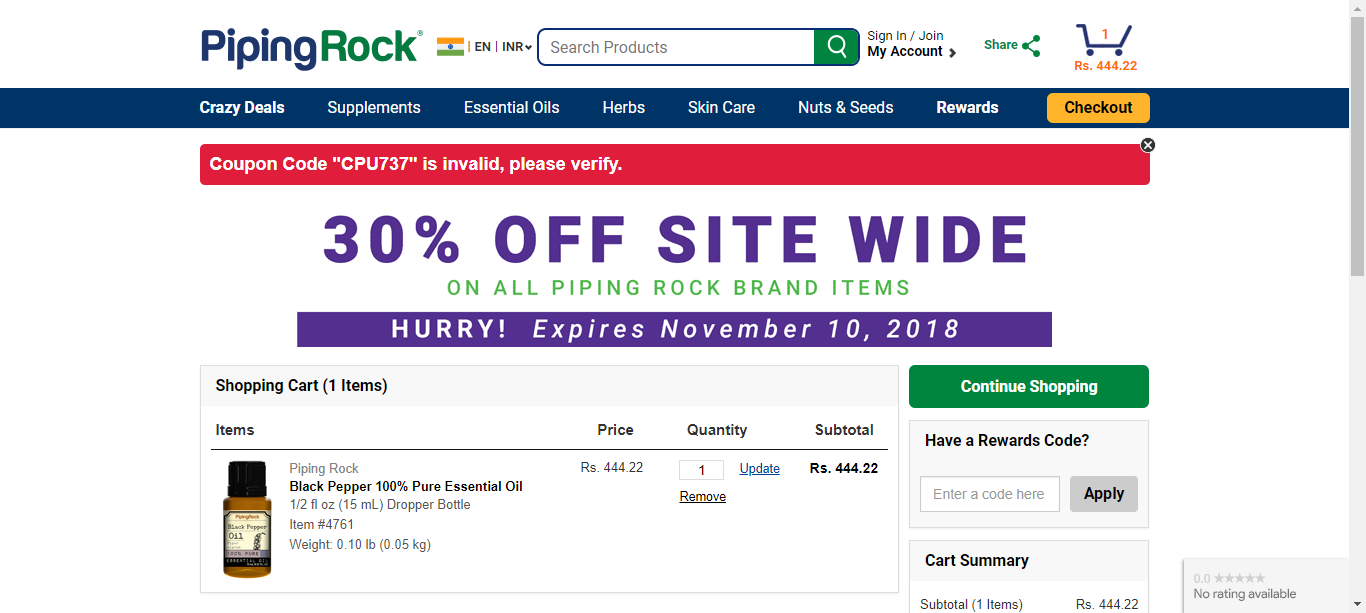 PipingRock®
| EN | INR
Search Products
Sign In / Join
My Account
Share
1
Rs. 444.22
Crazy Deals
Supplements
Essential Oils
Herbs
Skin Care
Nuts & Seeds
Rewards
Checkout
Coupon Code "CPU737" is invalid, please verify.
30% OFF SITE WIDE
ON ALL PIPING ROCK BRAND ITEMS
HURRY! Expires November 10, 2018
Shopping Cart (1 Items)
Items Price Quantity Subtotal
Piping Rock
Black Pepper 100% Pure Essential Oil
1/2 fl oz (15 mL) Dropper Bottle
Item #4761
Weight: 0.10 lb (0.05 kg)
Rs. 444.22
1
Update
Remove
Rs. 444.22
PipingRock
Black Pepper
Oil
100% PURE
ESSENTIAL OIL
Continue Shopping
Have a Rewards Code?
Enter a code here
Apply
Cart Summary
Subtotal (1 Items) Rs. 444.22
0.0 ★★★★★
No rating available